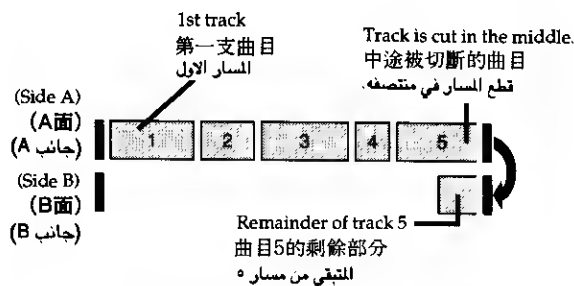 1st track
第一支曲目
المسار الاول
Track is cut in the middle.
中途被切斷的曲目
قطع المسار في منتصفه.
(Side A)
(A面)
(جانب A)
1 2 3 4 5
(Side B)
(B面)
(جانب B)
Remainder of track 5
曲目5的剩餘部分
المتبقي من مسار ٥